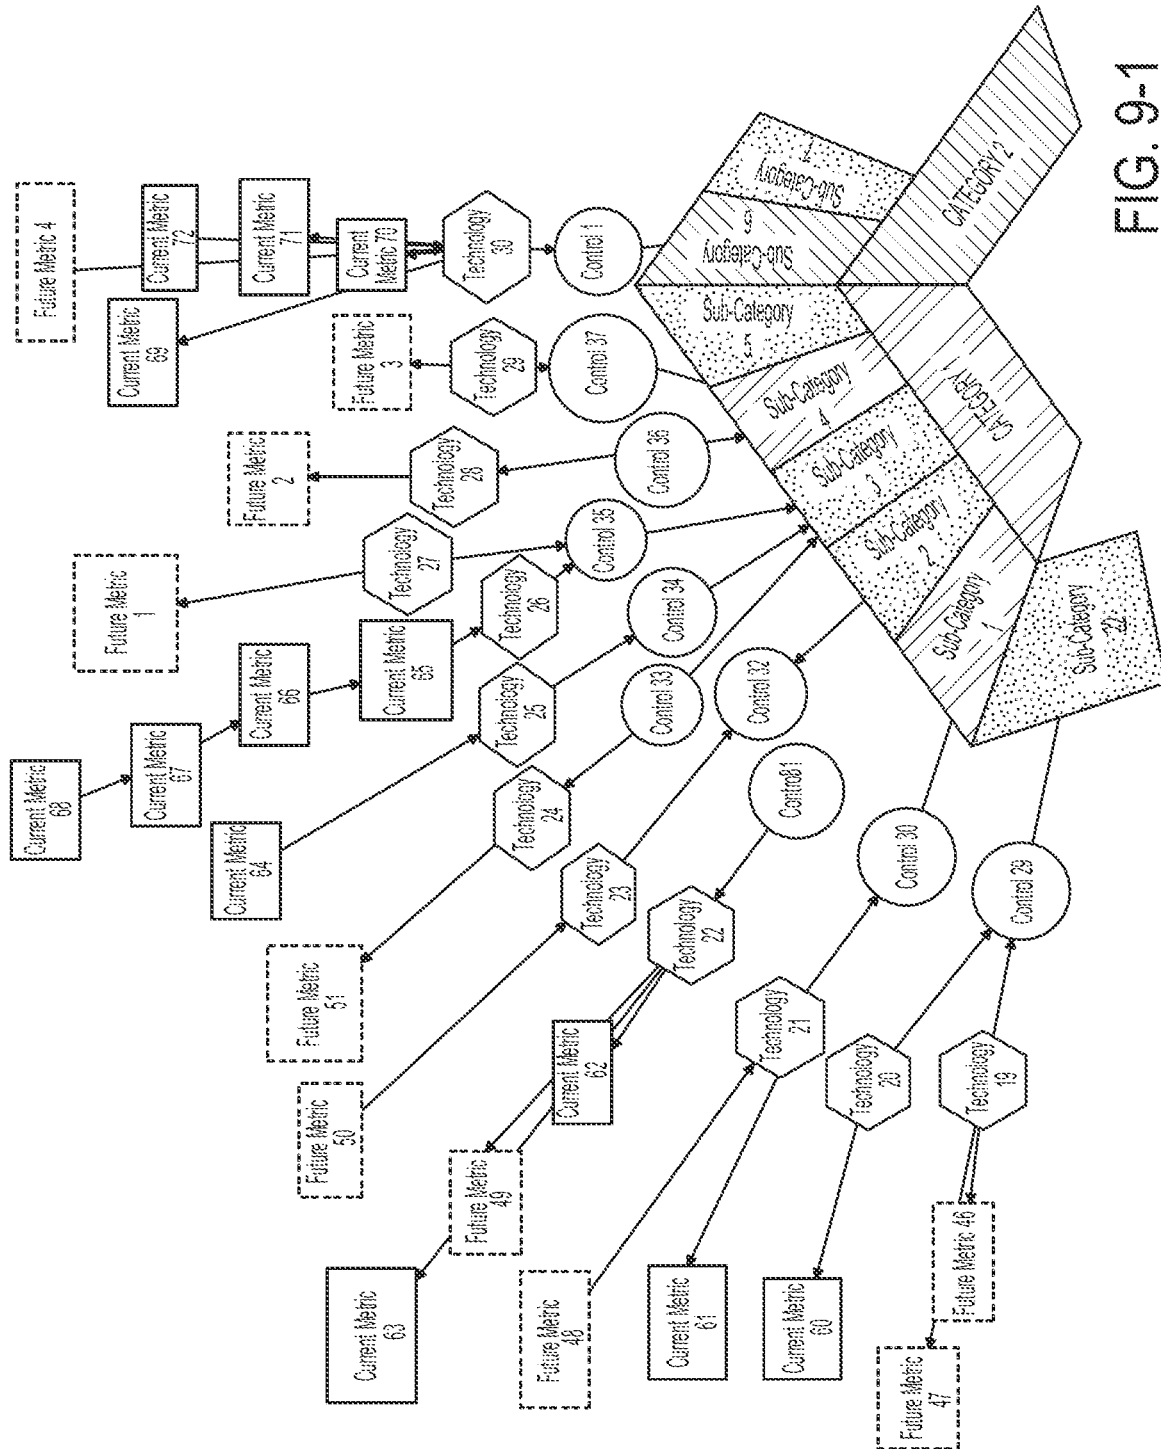 Future Metric 4
Current Metric
72
Current Metric
71
Current
Metric 70
Technology
30
Control 1
Current Metric
69
Future Metric
3
Technology
29
Control 37
Future Metric
2
Technology
28
Control 36
Future Metric
1
Technology
27
Control 35
Technology
26
Current Metric
65
Current Metric
66
Current Metric
67
Current Metric
68
Control 34
Technology
25
Current Metric
64
Control 33
Technology
24
Future Metric
51
Control 32
Technology
23
Future Metric
50
Control31
Technology
22
Current Metric
62
Future Metric
49
Current Metric
63
Control 30
Technology
21
Future Metric
48
Current Metric
61
Control 29
Technology
20
Current Metric
60
Technology
19
Future Metric 46
Future Metric
47
Sub-Category
7
Sub-Category
6
Sub-Category
5
Sub-Category
4
Sub-Category
3
Sub-Category
2
Sub-Category
1
Sub-Category
22
CATEGORY 2
CATEGORY
FIG. 9-1